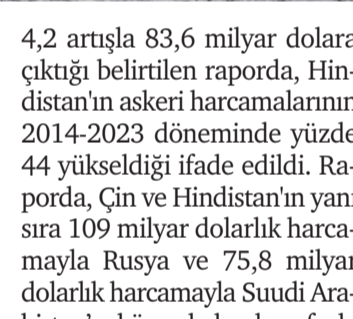 4,2 artışla 83,6 milyar dolara
çıktığı belirtilen raporda, Hin-
distan'ın askeri harcamalarının
2014-2023 döneminde yüzde
44 yükseldiği ifade edildi. Ra-
porda, Çin ve Hindistan'ın yanı
sıra 109 milyar dolarlık harca-
mayla Rusya ve 75,8 milyar
dolarlık harcamayla Suudi Ara-